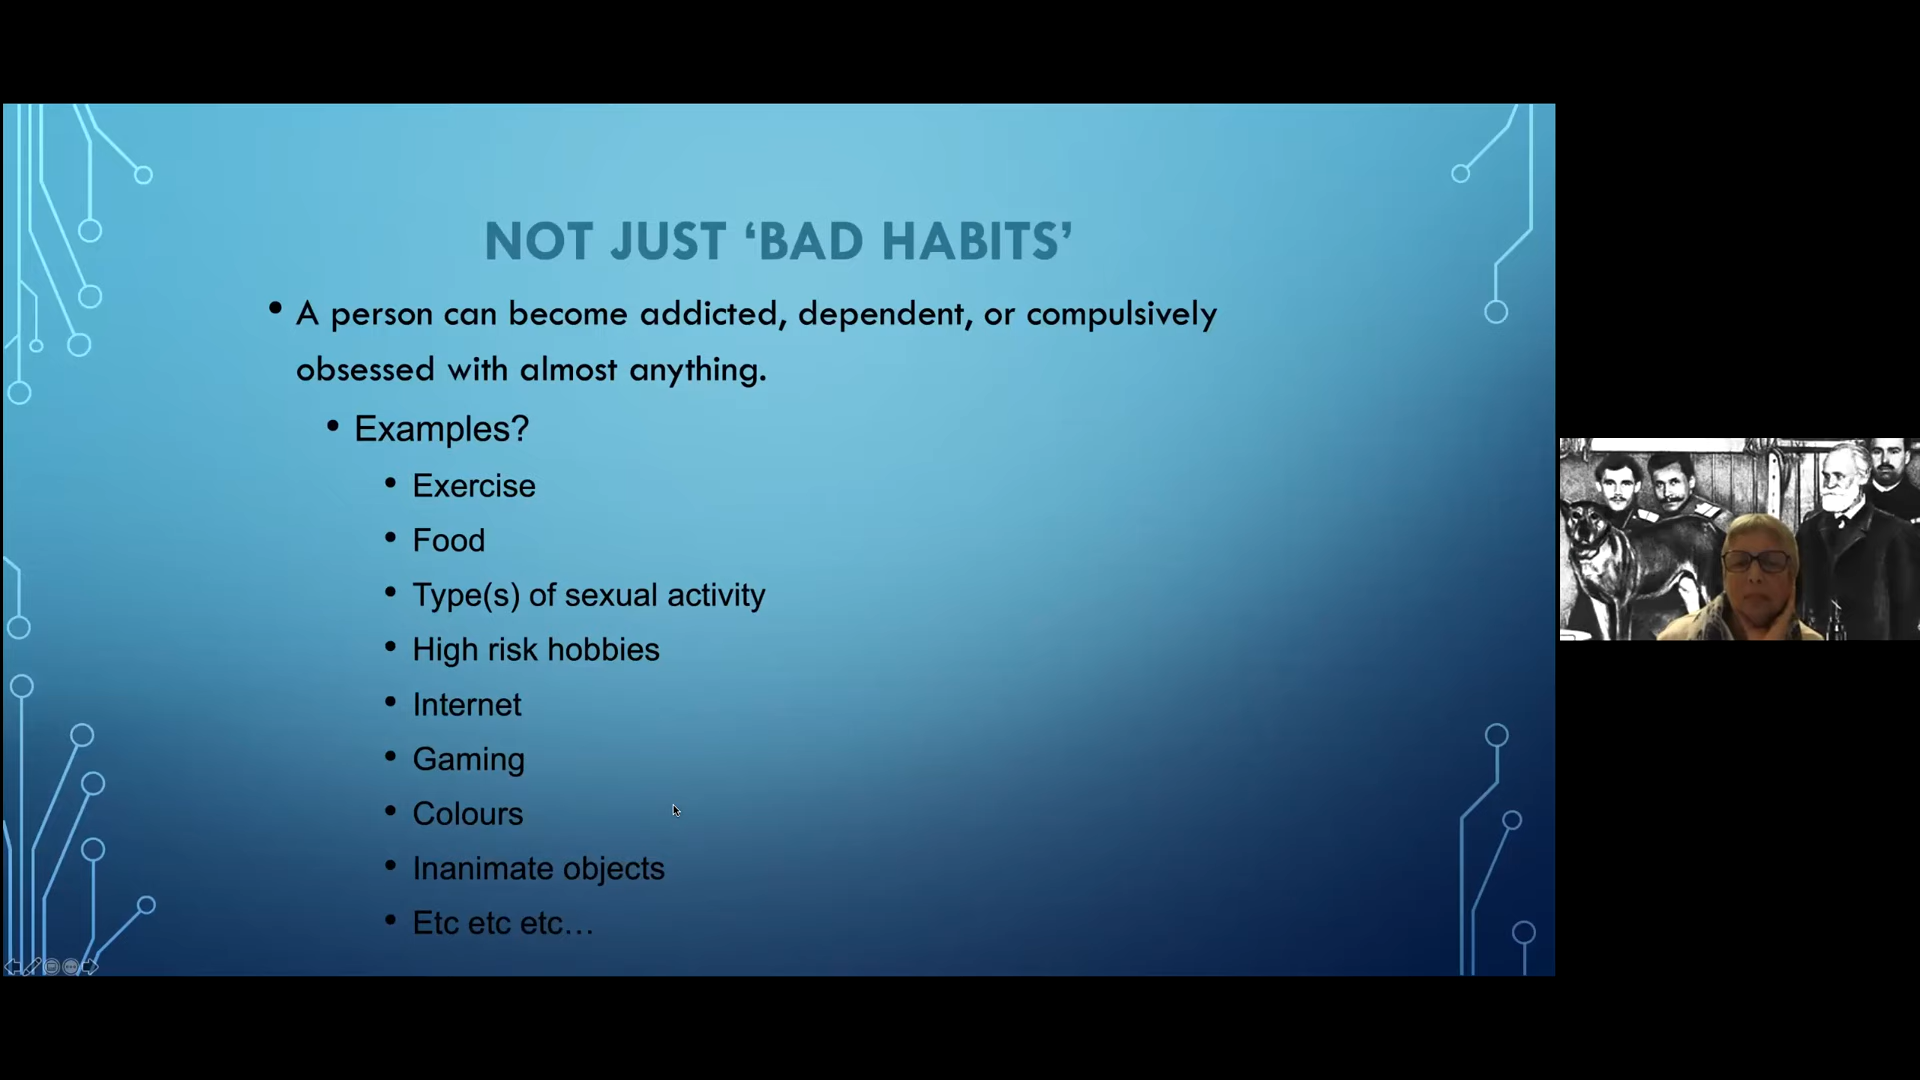 NOT JUST ‘BAD HABITS’
• A person can become addicted, dependent, or compulsively
obsessed with almost anything.
• Examples?
• Exercise
• Food
• Type(s) of sexual activity
• High risk hobbies
• Internet
• Gaming
• Colours
• Inanimate objects
• Etc etc etc…